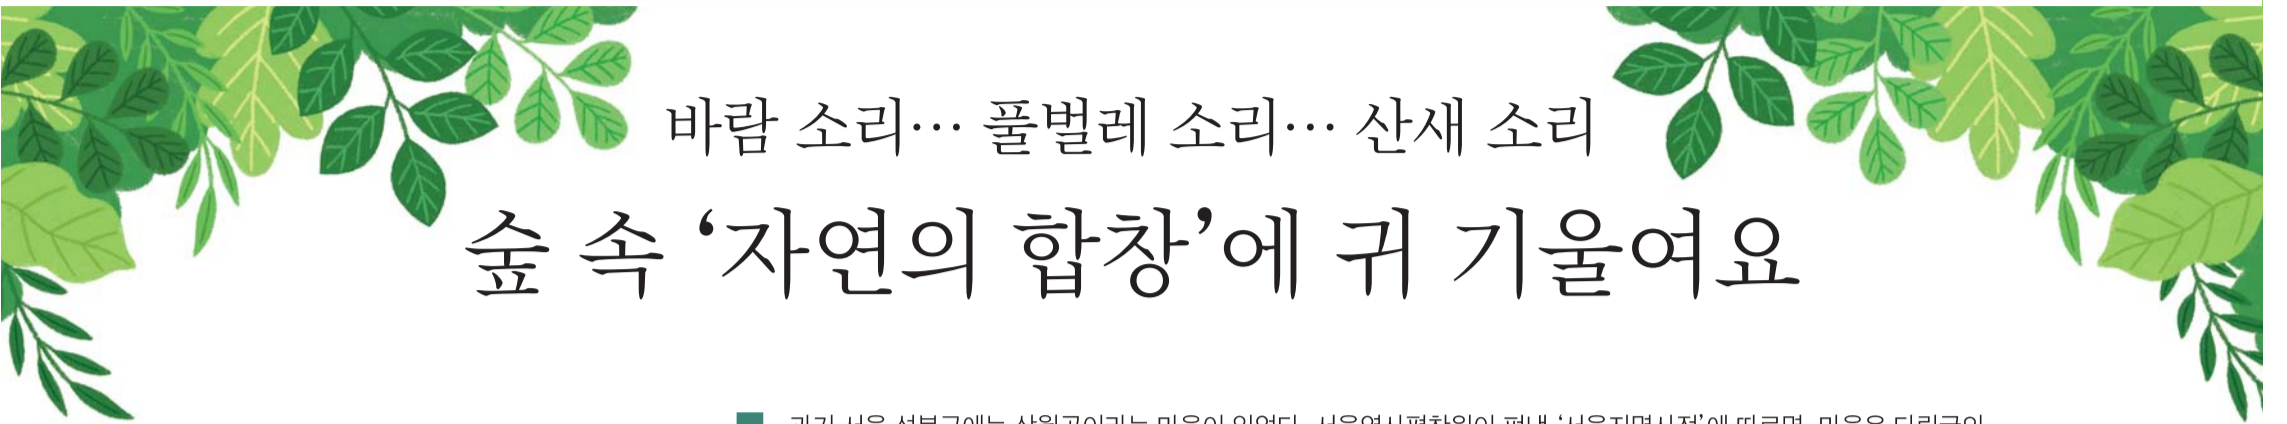 바람 소리… 풀벌레 소리… 산새 소리
숲 속 ‘자연의 합창’에 귀 기울여요